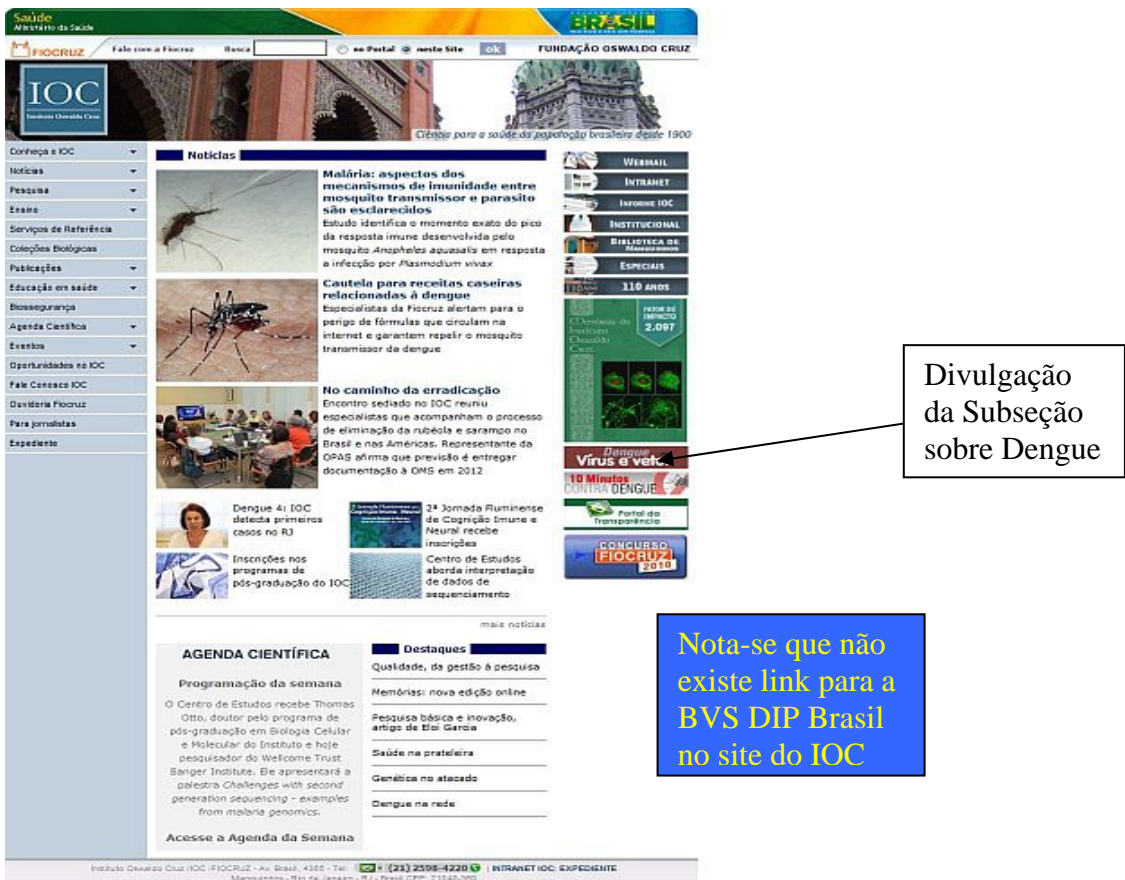 Saúde
Ministério da Saúde
BRASIL
FIOCRUZ
Fale com a Fiocruz
Busca
no Portal
neste Site
ok
FUNDAÇÃO OSWALDO CRUZ
IOC
Instituto Oswaldo Cruz
Ciência para a saúde da população brasileira desde 1900
Conheça o IOC
Notícias
Pesquisa
Ensino
Serviços de Referência
Coleções Biológicas
Publicações
Educação em saúde
Biossegurança
Agenda Científica
Eventos
Oportunidades no IOC
Fale Conosco IOC
Ouvidoria Fiocruz
Para jornalistas
Expediente
Notícias
Malária: aspectos dos
mecanismos de imunidade entre
mosquito transmissor e parasito
são esclarecidos
Estudo identifica o momento exato do pico
da resposta imune desenvolvida pelo
mosquito Anopheles aquasalis em resposta
a infecção por Plasmodium vivax
Cautela para receitas caseiras
relacionadas à dengue
Especialistas da Fiocruz alertam para o
perigo de fórmulas que circulam na
internet e garantem repelir o mosquito
transmissor da dengue
No caminho da erradicação
Encontro sediado no IOC reuniu
especialistas que acompanham o processo
de eliminação da rubéola e sarampo no
Brasil e nas Américas. Representante da
OPAS afirma que previsão é entregar
documentação à OMS em 2012
Dengue 4: IOC
detecta primeiros
casos no RJ
2ª Jornada Fluminense
de Cognição Imune e
Neural recebe
inscrições
Inscrições nos
programas de
pós-graduação do IOC
Centro de Estudos
aborda interpretação
de dados de
sequenciamento
mais notícias
AGENDA CIENTÍFICA
Programação da semana
O Centro de Estudos recebe Thomas
Otto, doutor pelo programa de
pós-graduação em Biologia Celular
e Molecular do Instituto e hoje
pesquisador do Wellcome Trust
Sanger Institute. Ele apresentará a
palestra Challenges with second
generation sequencing - examples
from malaria genomics.
Acesse a Agenda da Semana
Destaques
Qualidade, da gestão à pesquisa
Memórias: nova edição online
Pesquisa básica e inovação,
artigo de Eloi Garcia
Saúde na prateleira
Genética no atacado
Dengue na rede
WEBMAIL
INTRANET
INFORME IOC
INSTITUCIONAL
BIBLIOTECA DE
MANGUINHOS
ESPECIAIS
110 ANOS
FATOR DE
IMPACTO
2.097
Memórias do
Instituto
Oswaldo
Cruz
Dengue
Vírus e vetor
10 Minutos
CONTRA DENGUE
Portal da
Transparência
CONCURSO
FIOCRUZ
2010
Divulgação
da Subseção
sobre Dengue
Nota-se que não
existe link para a
BVS DIP Brasil
no site do IOC
Instituto Oswaldo Cruz /IOC /FIOCRUZ - Av. Brasil, 4365 - Tel: (21) 2598-4220 | INTRANET IOC| EXPEDIENTE
Manguinhos - Rio de Janeiro - RJ - Brasil CEP: 21040-360